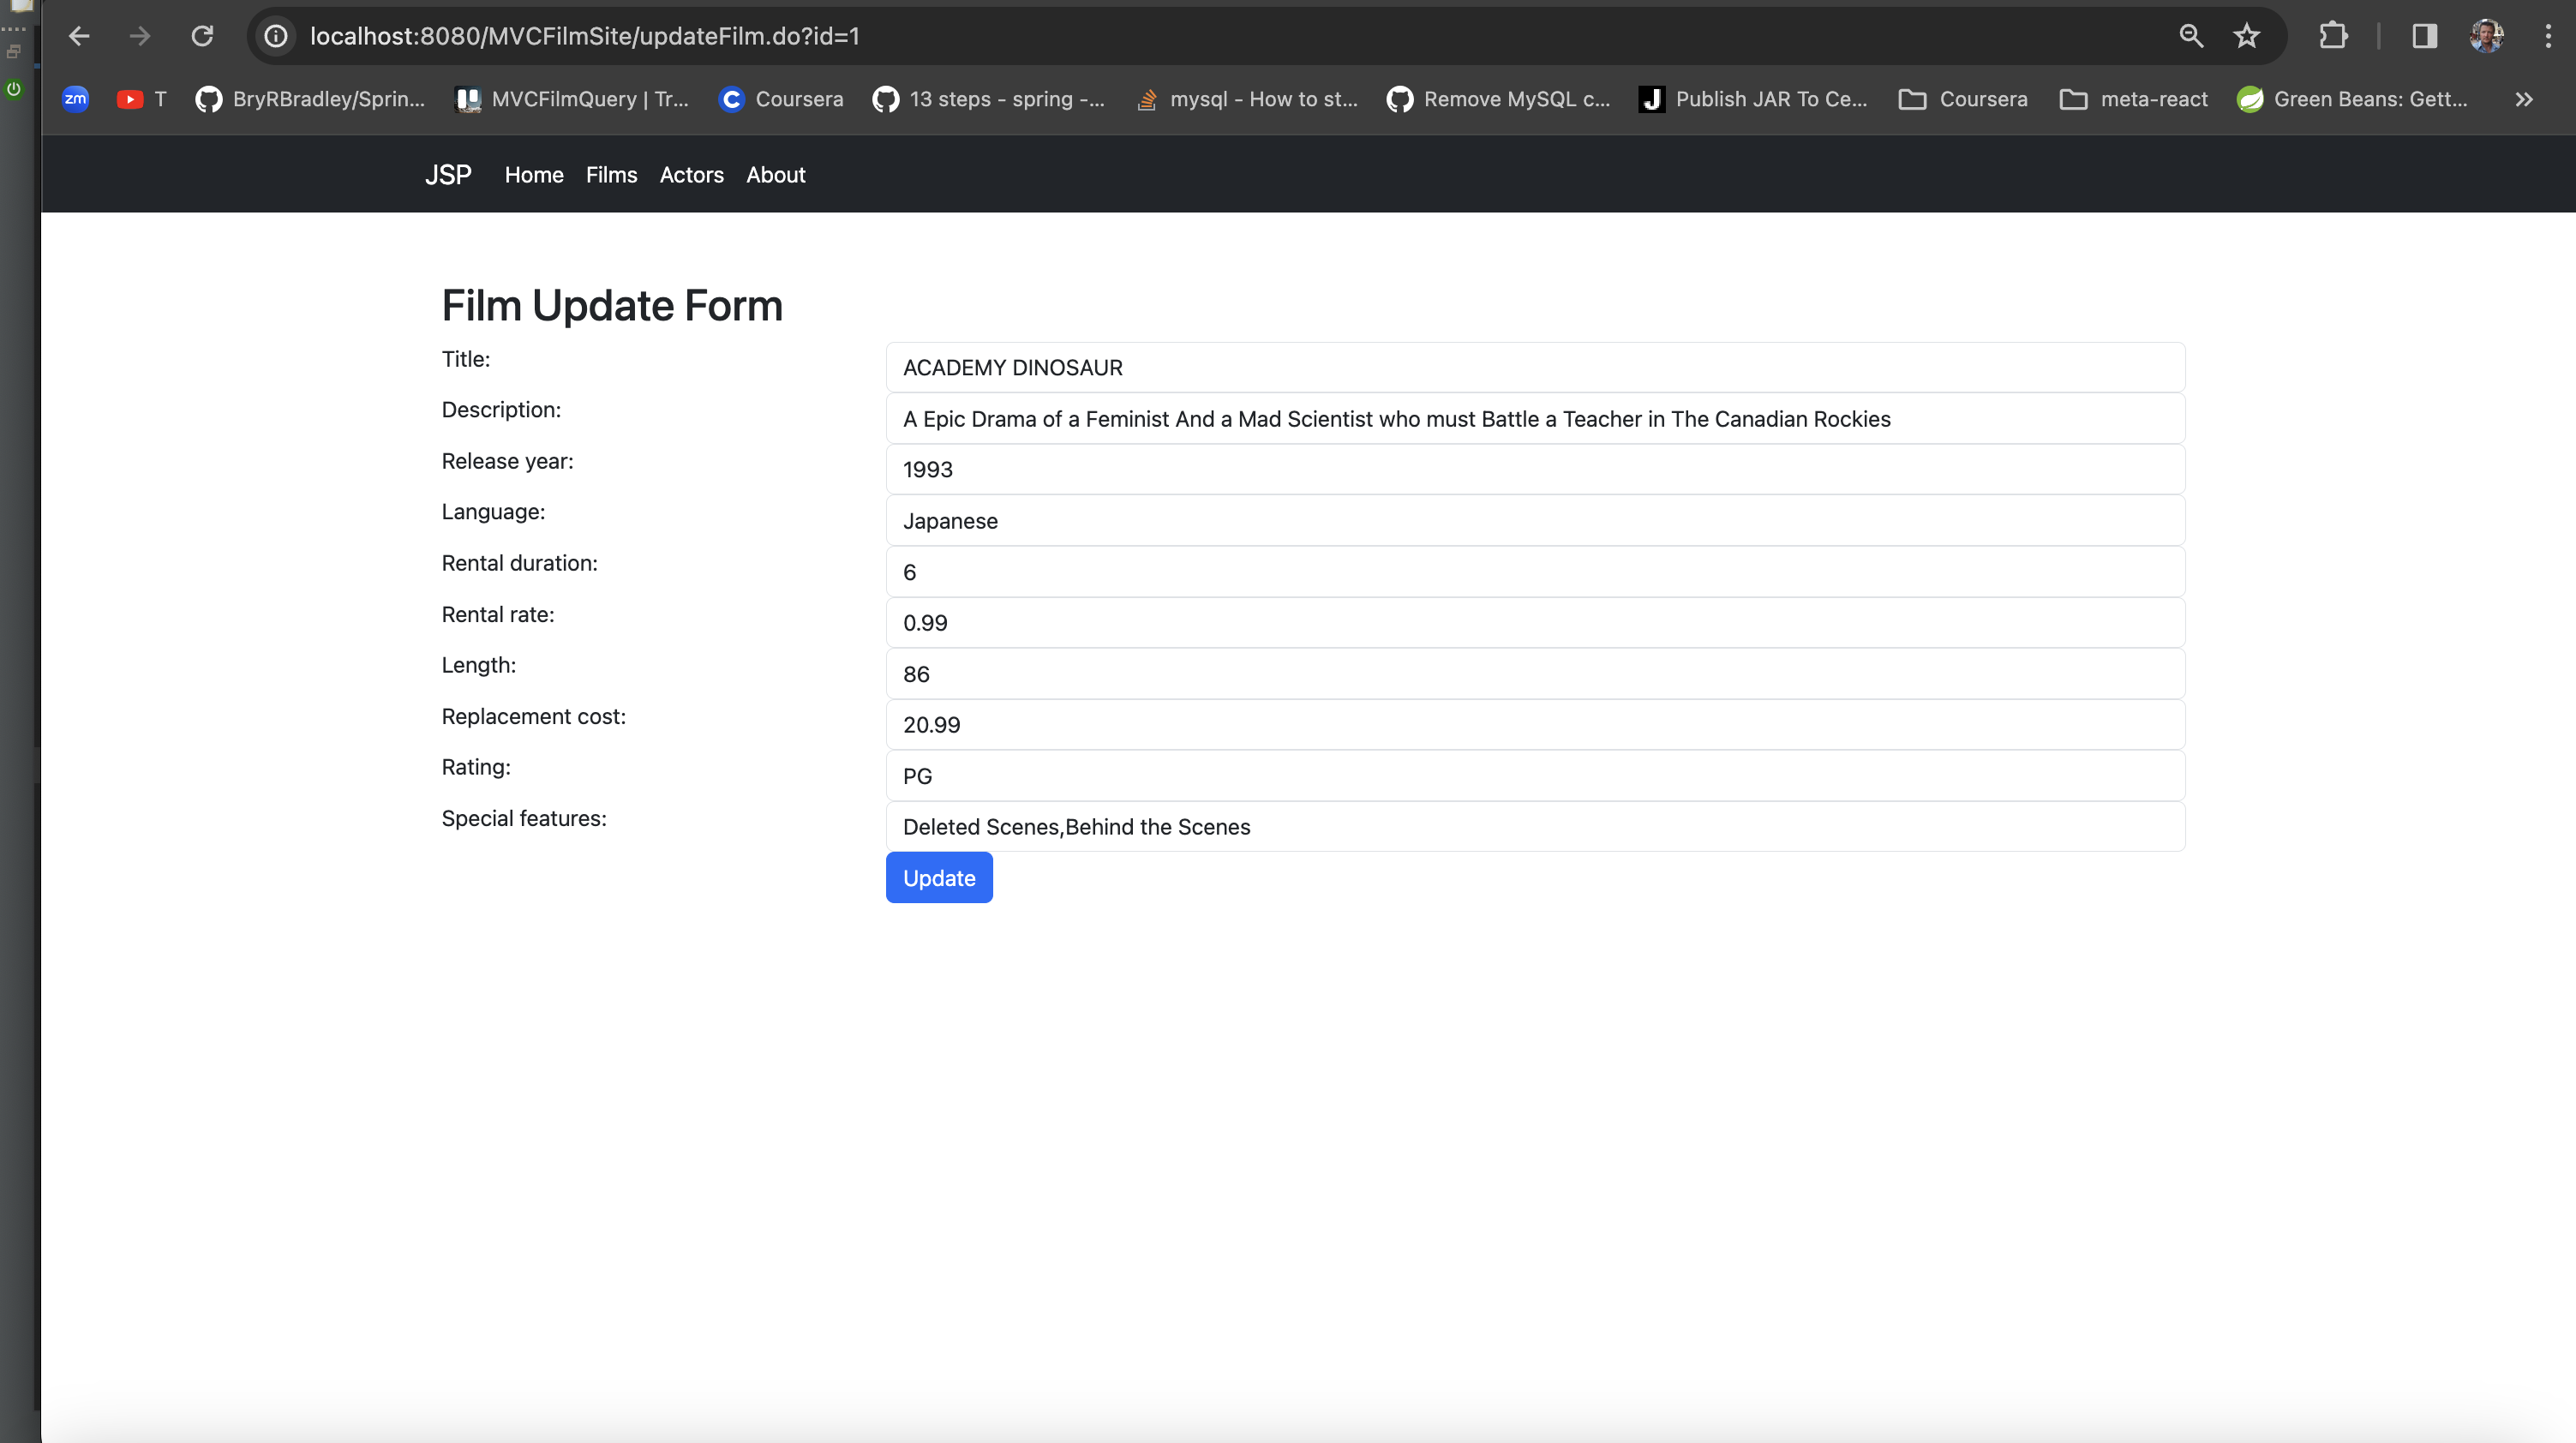 localhost:8080/MVCFilmSite/updateFilm.do?id=1
zm T BryRBradley/Sprin... MVCFilmQuery | Tr... C Coursera 13 steps - spring -... mysql - How to st... Remove MySQL c... J Publish JAR To Ce... Coursera meta-react Green Beans: Gett... »
JSP Home Films Actors About
Film Update Form
Title: ACADEMY DINOSAUR
Description: A Epic Drama of a Feminist And a Mad Scientist who must Battle a Teacher in The Canadian Rockies
Release year: 1993
Language: Japanese
Rental duration: 6
Rental rate: 0.99
Length: 86
Replacement cost: 20.99
Rating: PG
Special features: Deleted Scenes,Behind the Scenes
Update